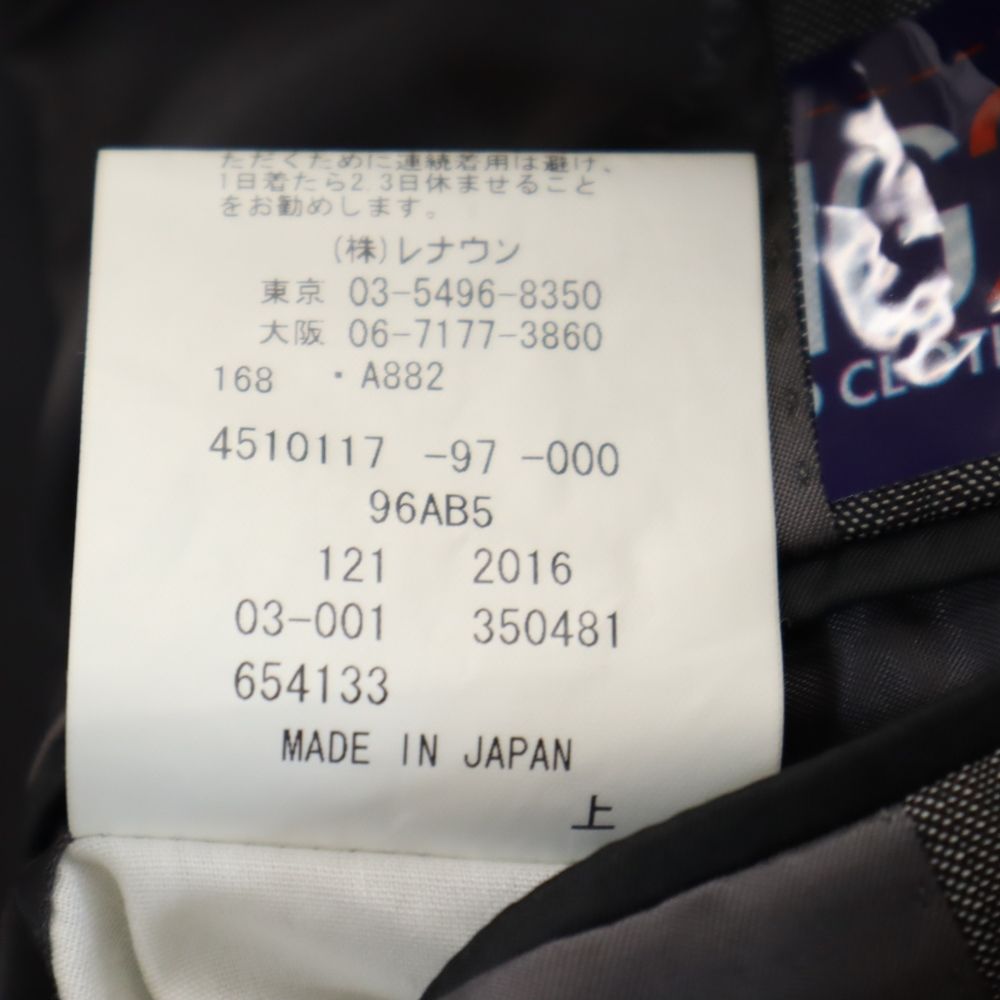 ただくために連続着用は避け、
1日着たら2.3日休ませること
をお勧めします。
(株)レナウン
東京 03-5496-8350
大阪 06-7177-3860
168 ・A882
4510117 -97 -000
96AB5
121 2016
03-001 350481
654133
MADE IN JAPAN
上